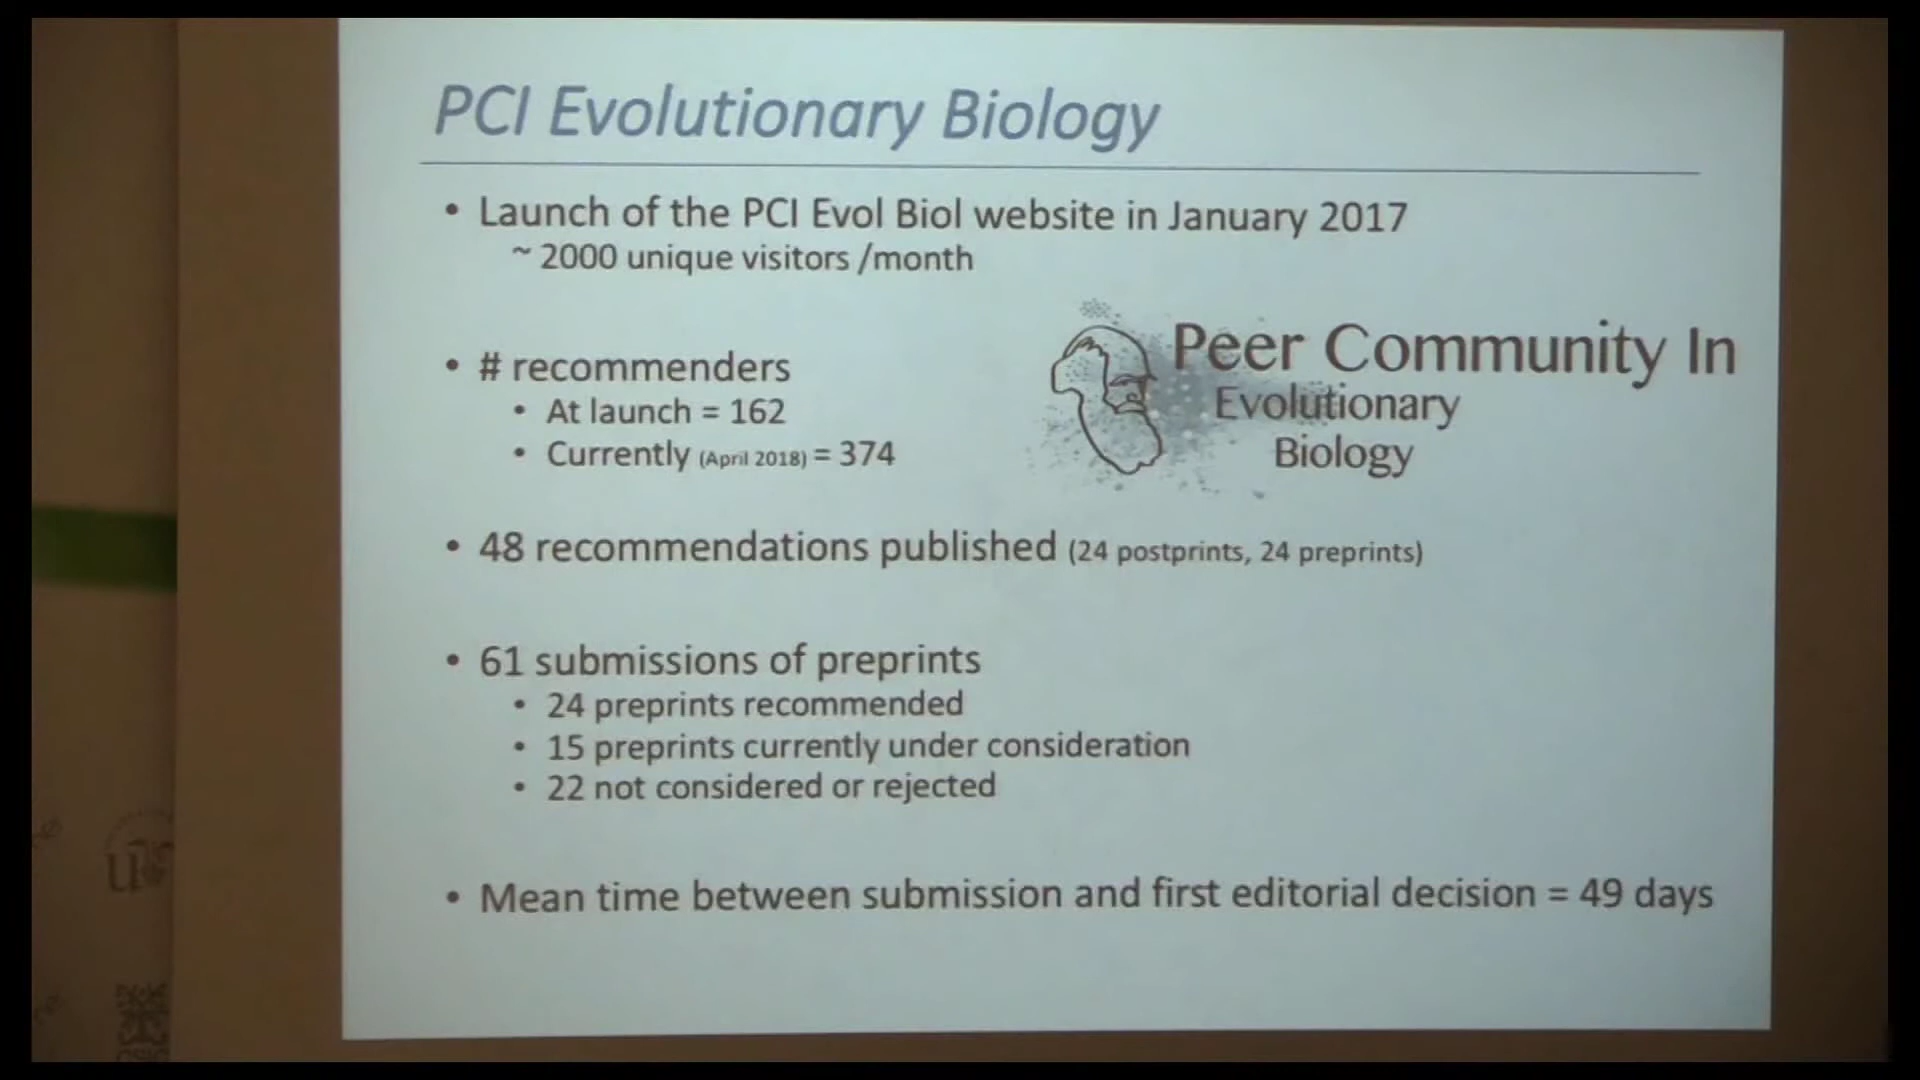 PCI Evolutionary Biology
• Launch of the PCI Evol Biol website in January 2017
~ 2000 unique visitors /month
• # recommenders
• At launch = 162
• Currently (April 2018) = 374
Peer Community In
Evolutionary
Biology
• 48 recommendations published (24 postprints, 24 preprints)
• 61 submissions of preprints
• 24 preprints recommended
• 15 preprints currently under consideration
• 22 not considered or rejected
• Mean time between submission and first editorial decision = 49 days